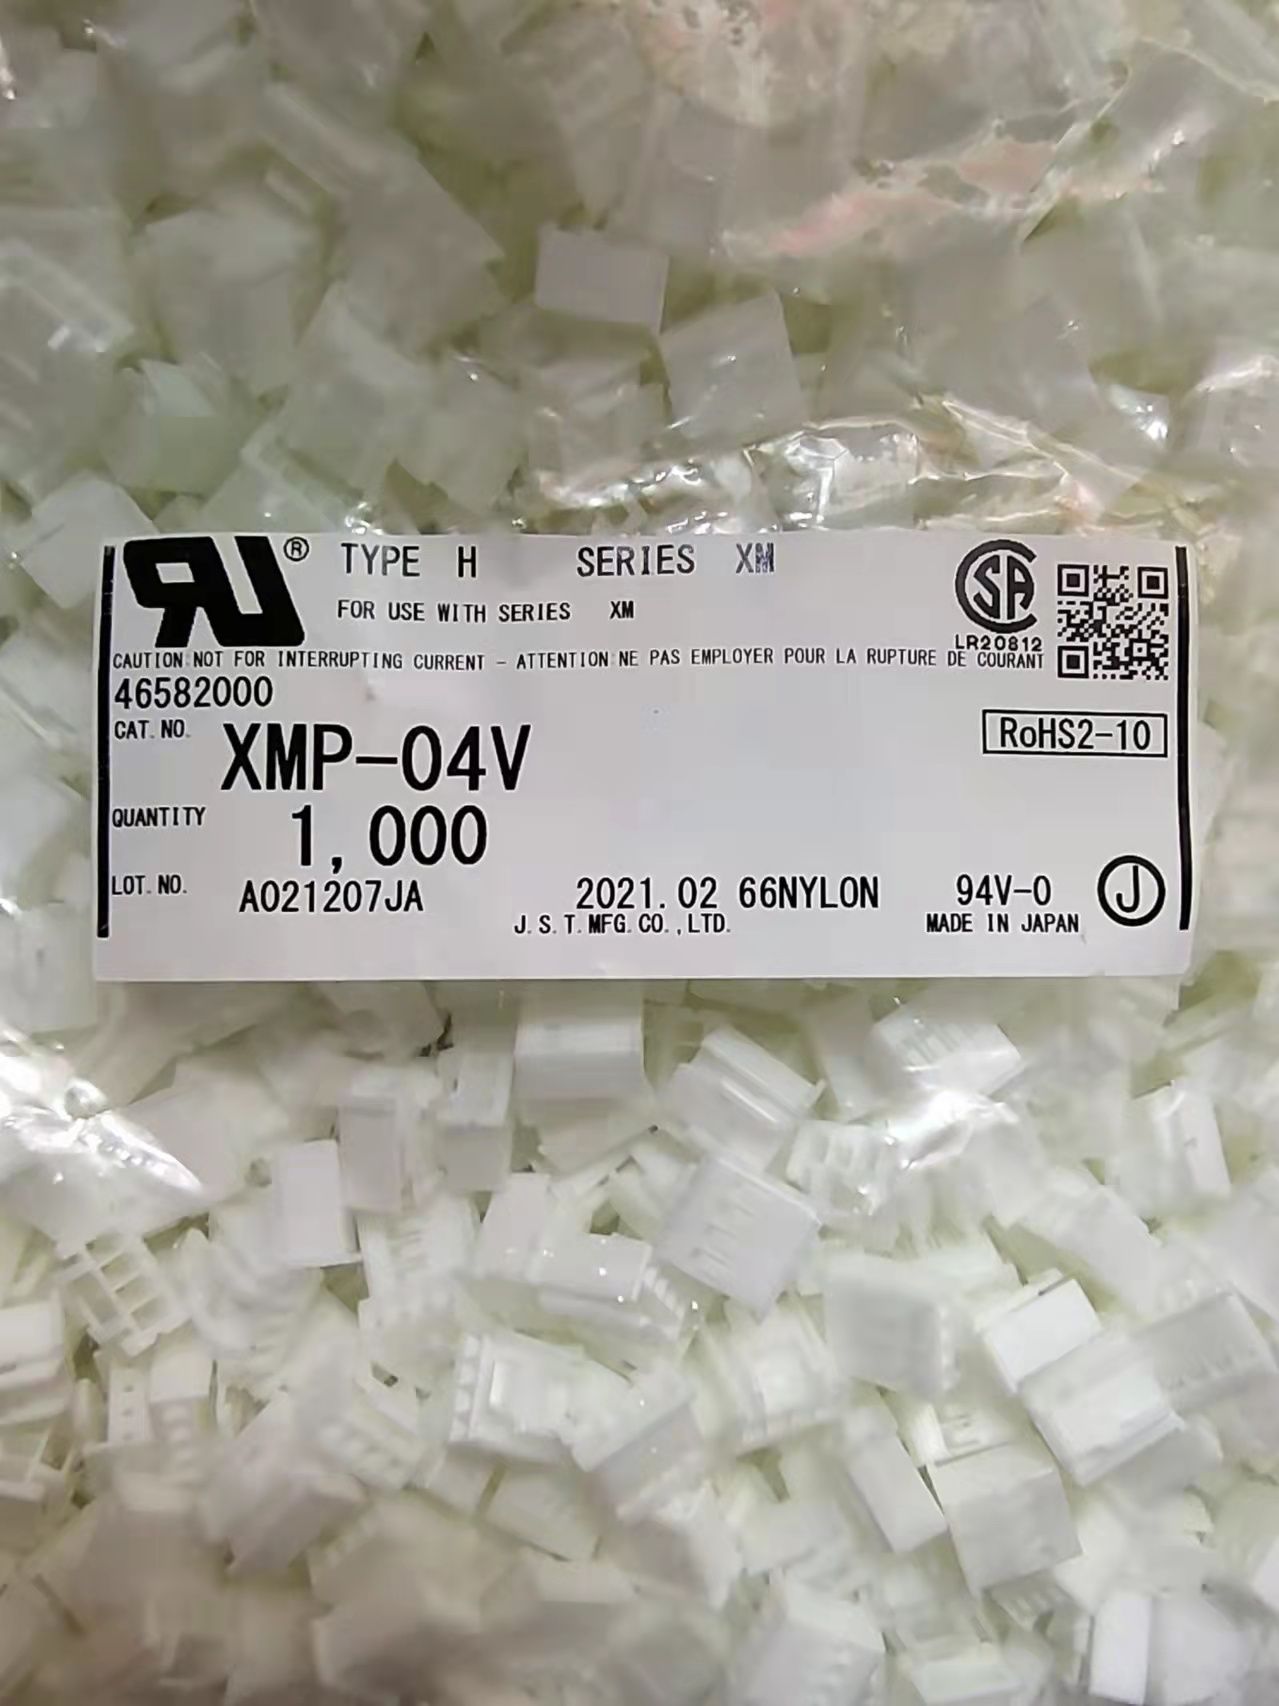 RU® TYPE H SERIES XM
FOR USE WITH SERIES XM
SA
LR20812
CAUTION:NOT FOR INTERRUPTING CURRENT - ATTENTION:NE PAS EMPLOYER POUR LA RUPTURE DE COURANT
46582000
CAT. NO. XMP-04V
RoHS2-10
QUANTITY 1,000
LOT. NO. A021207JA 2021.02 66NYLON 94V-0 J
J.S.T.MFG.CO.,LTD. MADE IN JAPAN